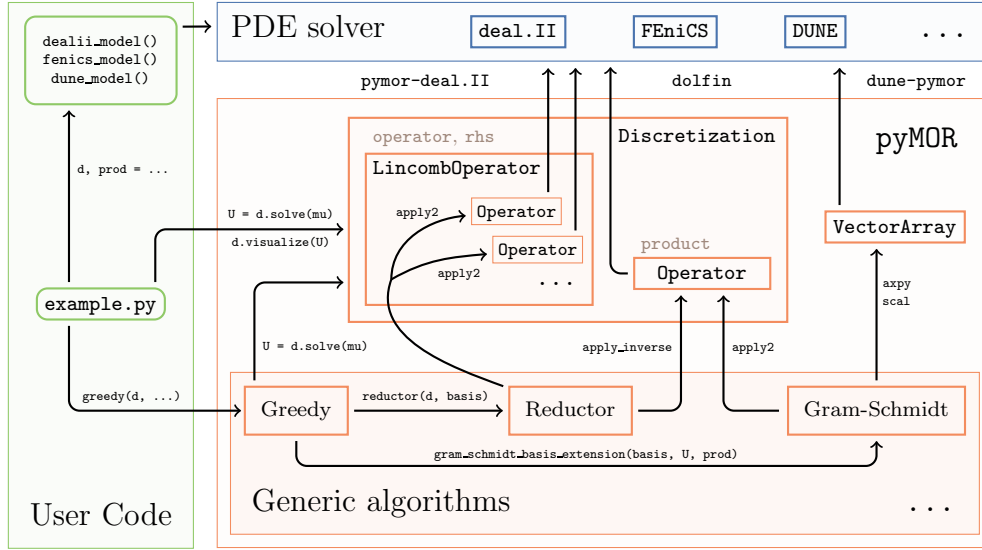 dealii_model()
fenics_model()
dune_model()
PDE solver
deal.II
FEniCS
DUNE
...
pymor-deal.II
dolfin
dune-pymor
operator, rhs
Discretization
pyMOR
LincombOperator
d, prod = ...
apply2
Operator
U = d.solve(mu)
d.visualize(U)
Operator
apply2
...
product
Operator
VectorArray
example.py
axpy
scal
U = d.solve(mu)
apply_inverse
apply2
greedy(d, ...)
Greedy
reductor(d, basis)
Reductor
Gram-Schmidt
gram_schmidt_basis_extension(basis, U, prod)
Generic algorithms
...
User Code